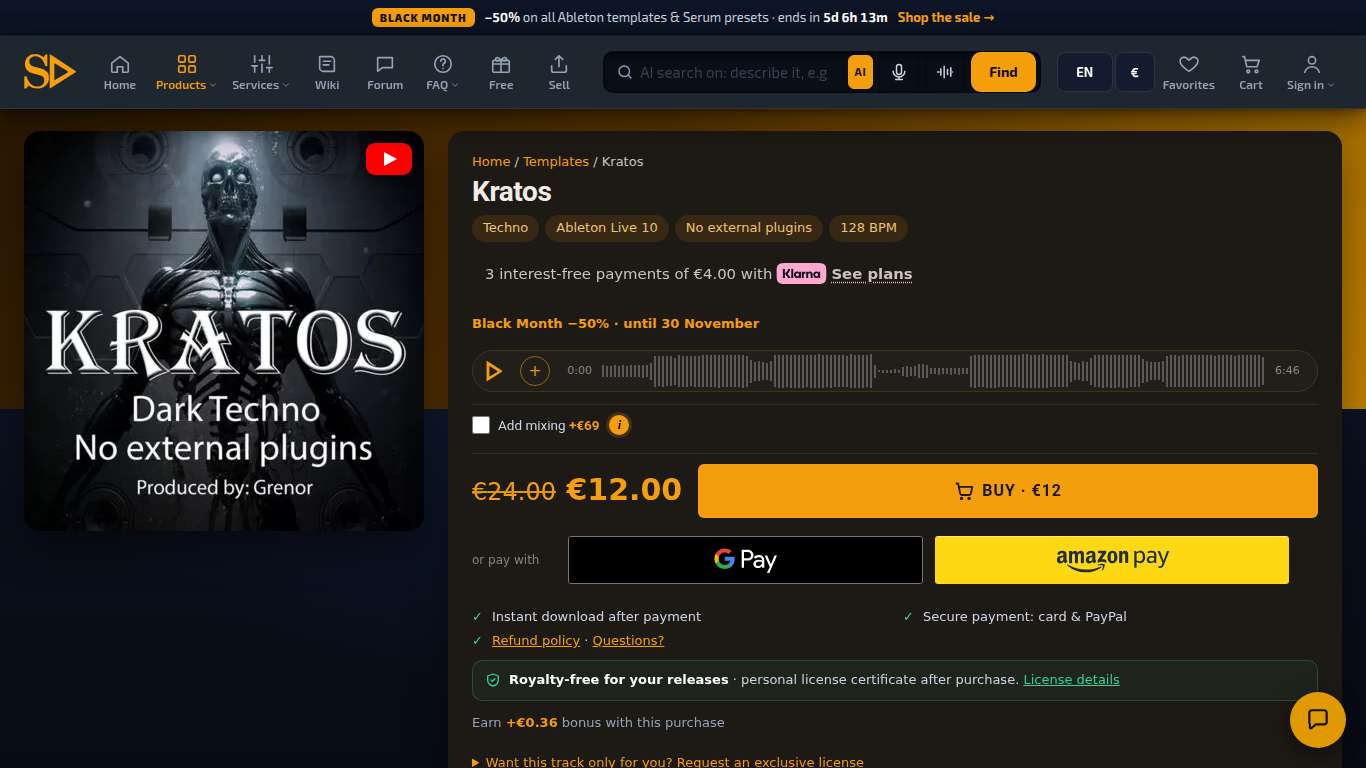 BLACK MONTH −50% on all Ableton templates & Serum presets · ends in 5d 6h 13m Shop the sale →
SD
Home
Products
Services
Wiki
Forum
FAQ
Free
Sell
AI search on: describe it, e.g
AI
Find
EN
€
Favorites
Cart
Sign in
KRATOS
Dark Techno
No external plugins
Produced by: Grenor
Home / Templates / Kratos
Kratos
Techno
Ableton Live 10
No external plugins
128 BPM
3 interest-free payments of €4.00 with Klarna See plans
Black Month −50% · until 30 November
+ 0:00 6:46
Add mixing +€69 i
€24.00 €12.00
BUY · €12
or pay with
G Pay
amazon pay
✓ Instant download after payment
✓ Secure payment: card & PayPal
✓ Refund policy · Questions?
Royalty-free for your releases · personal license certificate after purchase. License details
Earn +€0.36 bonus with this purchase
Want this track only for you? Request an exclusive license